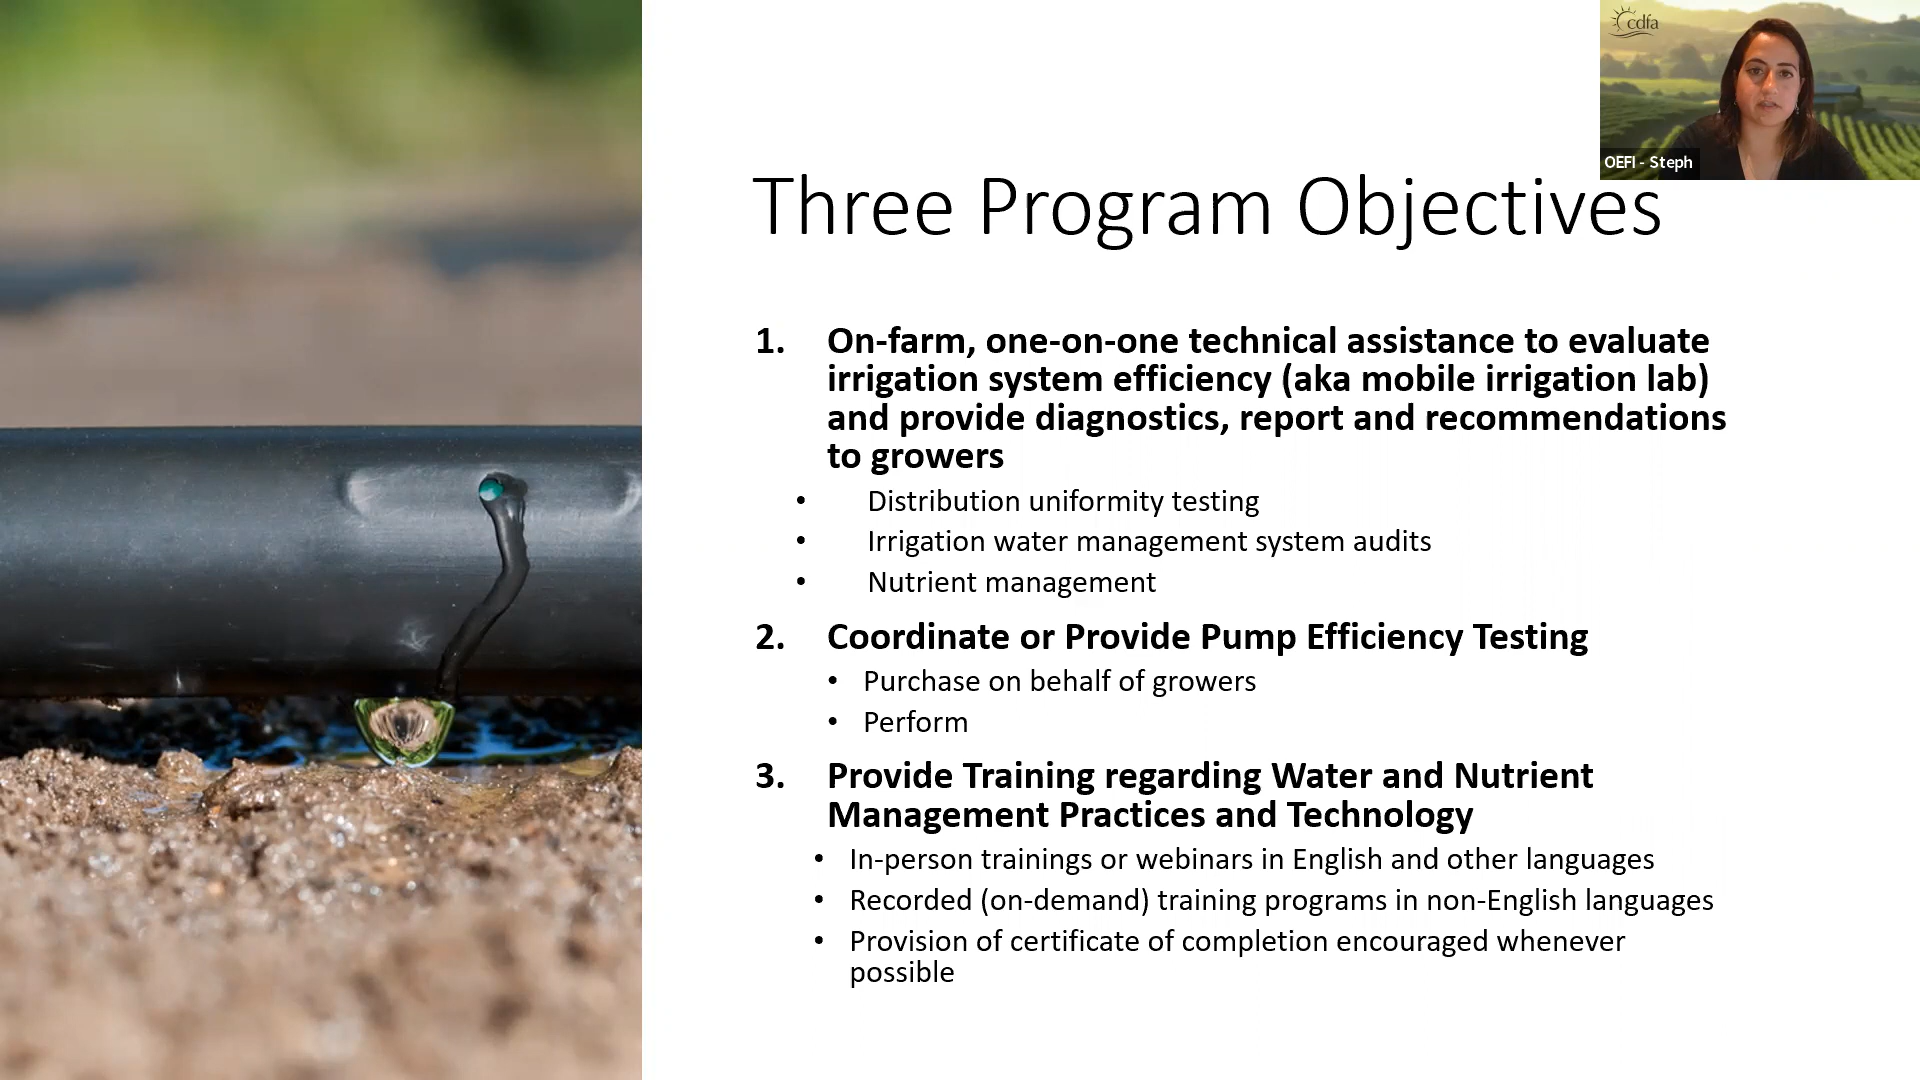 cdfa
OEFI - Steph
Three Program Objectives
1. On-farm, one-on-one technical assistance to evaluate
irrigation system efficiency (aka mobile irrigation lab)
and provide diagnostics, report and recommendations
to growers
• Distribution uniformity testing
• Irrigation water management system audits
• Nutrient management
2. Coordinate or Provide Pump Efficiency Testing
• Purchase on behalf of growers
• Perform
3. Provide Training regarding Water and Nutrient
Management Practices and Technology
• In-person trainings or webinars in English and other languages
• Recorded (on-demand) training programs in non-English languages
• Provision of certificate of completion encouraged whenever
possible